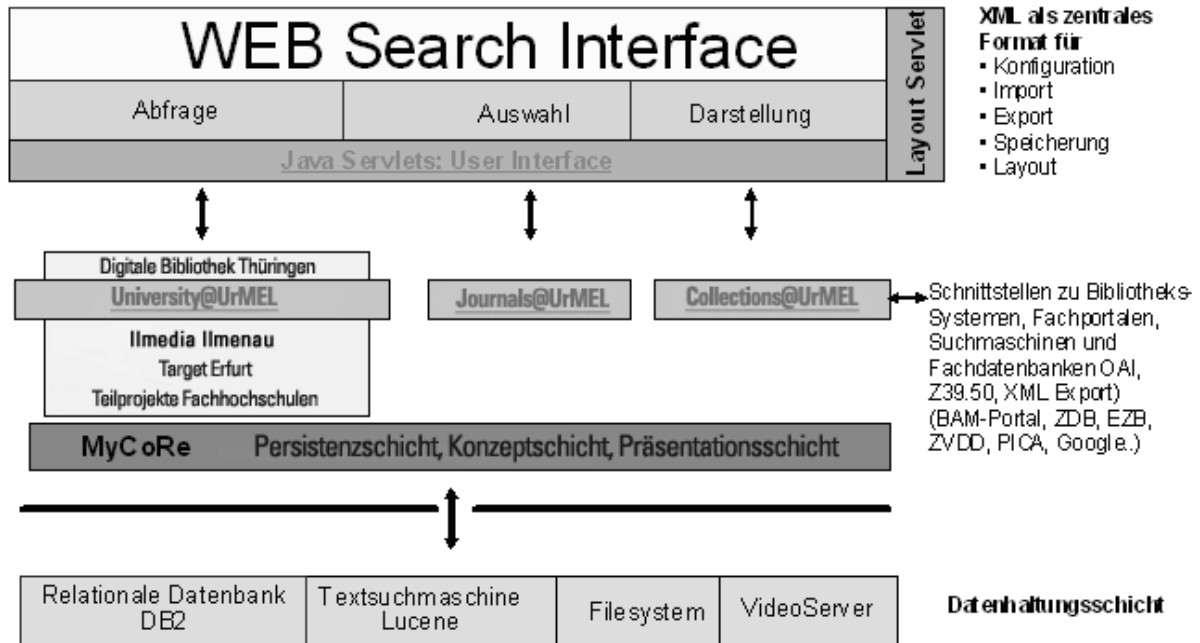 WEB Search Interface
Abfrage
Auswahl
Darstellung
Java Servlets: User Interface
Layout Servlet
XML als zentrales
Format für
▪ Konfiguration
▪ Import
▪ Export
▪ Speicherung
▪ Layout
Digitale Bibliothek Thüringen
University@UrMEL
Ilmedia Ilmenau
Target Erfurt
Teilprojekte Fachhochschulen
Journals@UrMEL
Collections@UrMEL
Schnittstellen zu Bibliotheks-
Systemen, Fachportalen,
Suchmaschinen und
Fachdatenbanken OAI,
Z39.50, XML Export)
(BAM-Portal, ZDB, EZB,
ZVDD, PICA, Google..)
MyCoRe Persistenzschicht, Konzeptschicht, Präsentationsschicht
Relationale Datenbank
DB2
Textsuchmaschine
Lucene
Filesystem
VideoServer
Datenhaltungsschicht